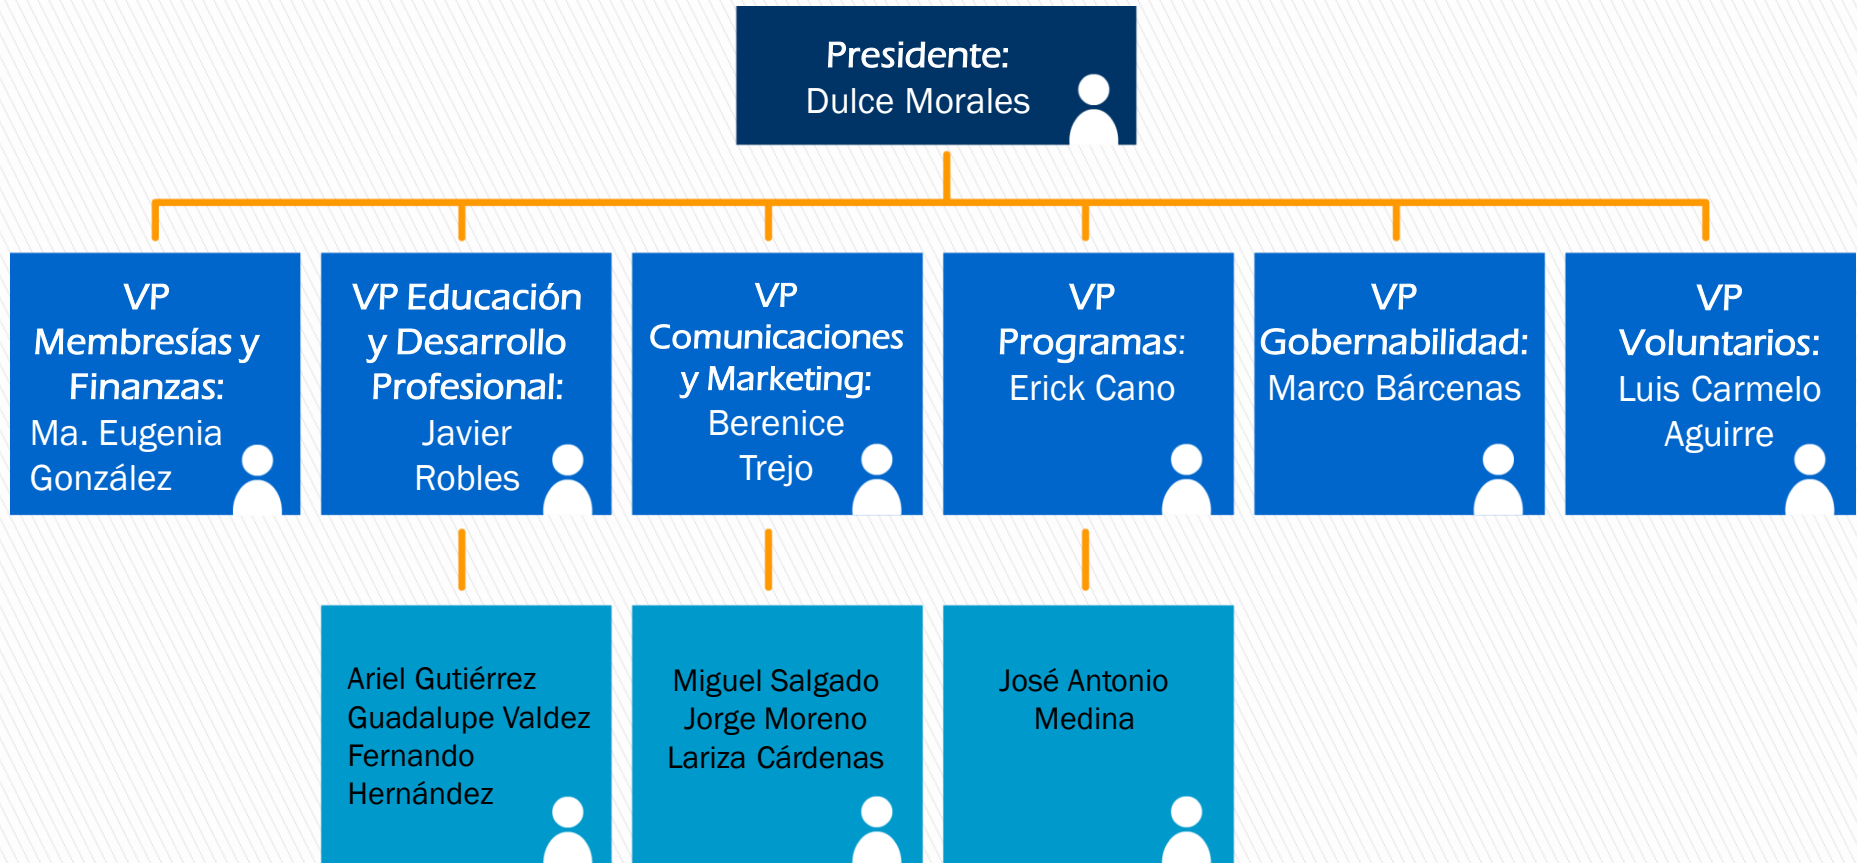 Presidente:
Dulce Morales
VP
Membresías y
Finanzas:
Ma. Eugenia
González
VP Educación
y Desarrollo
Profesional:
Javier
Robles
VP
Comunicaciones
y Marketing:
Berenice
Trejo
VP
Programas:
Erick Cano
VP
Gobernabilidad:
Marco Bárcenas
VP
Voluntarios:
Luis Carmelo
Aguirre
Ariel Gutiérrez
Guadalupe Valdez
Fernando
Hernández
Miguel Salgado
Jorge Moreno
Lariza Cárdenas
José Antonio
Medina